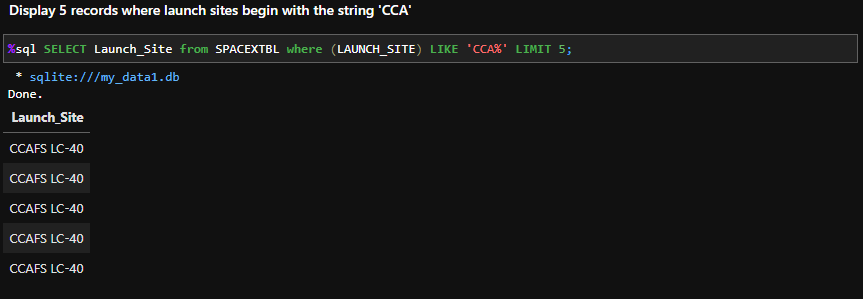 Display 5 records where launch sites begin with the string 'CCA'
%sql SELECT Launch_Site from SPACEXTBL where (LAUNCH_SITE) LIKE 'CCA%' LIMIT 5;
* sqlite:///my_data1.db
Done.
Launch_Site
CCAFS LC-40
CCAFS LC-40
CCAFS LC-40
CCAFS LC-40
CCAFS LC-40